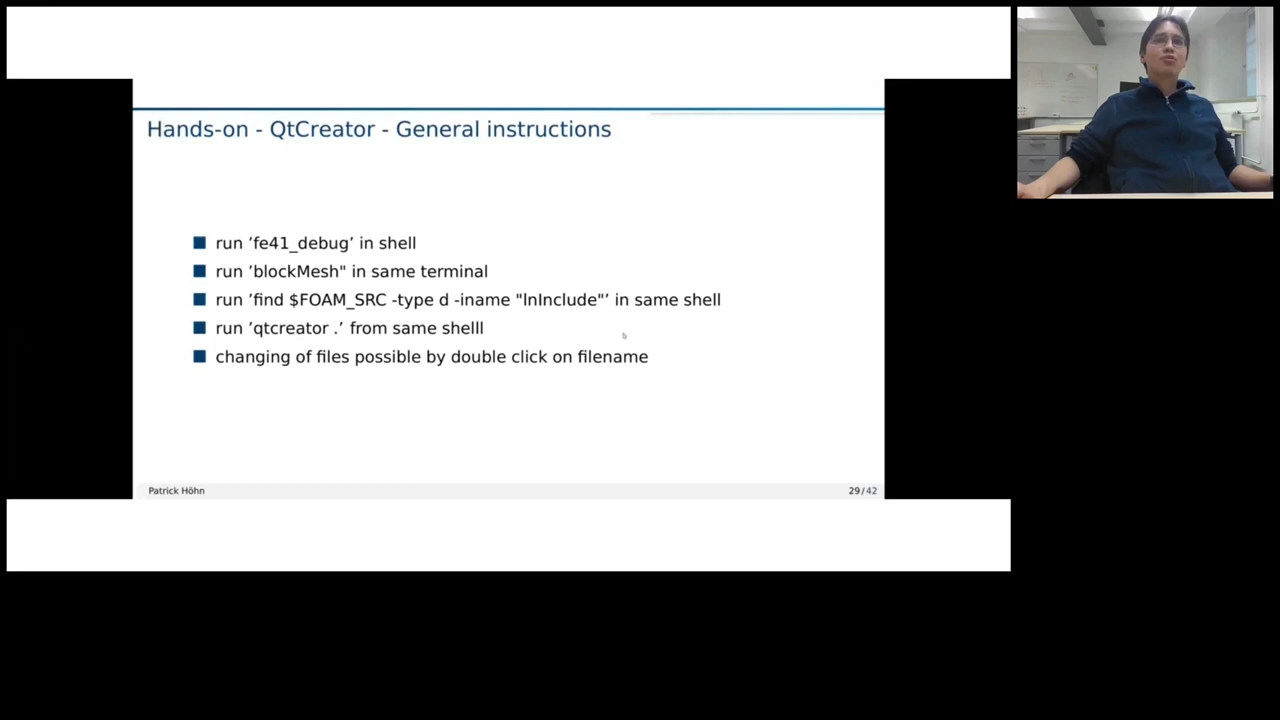 Hands-on - QtCreator - General instructions
run ’fe41_debug’ in shell
run ’blockMesh" in same terminal
run ’find $FOAM_SRC -type d -iname "lnInclude"’ in same shell
run ’qtcreator .’ from same shelll
changing of files possible by double click on filename
Patrick Höhn
29/42